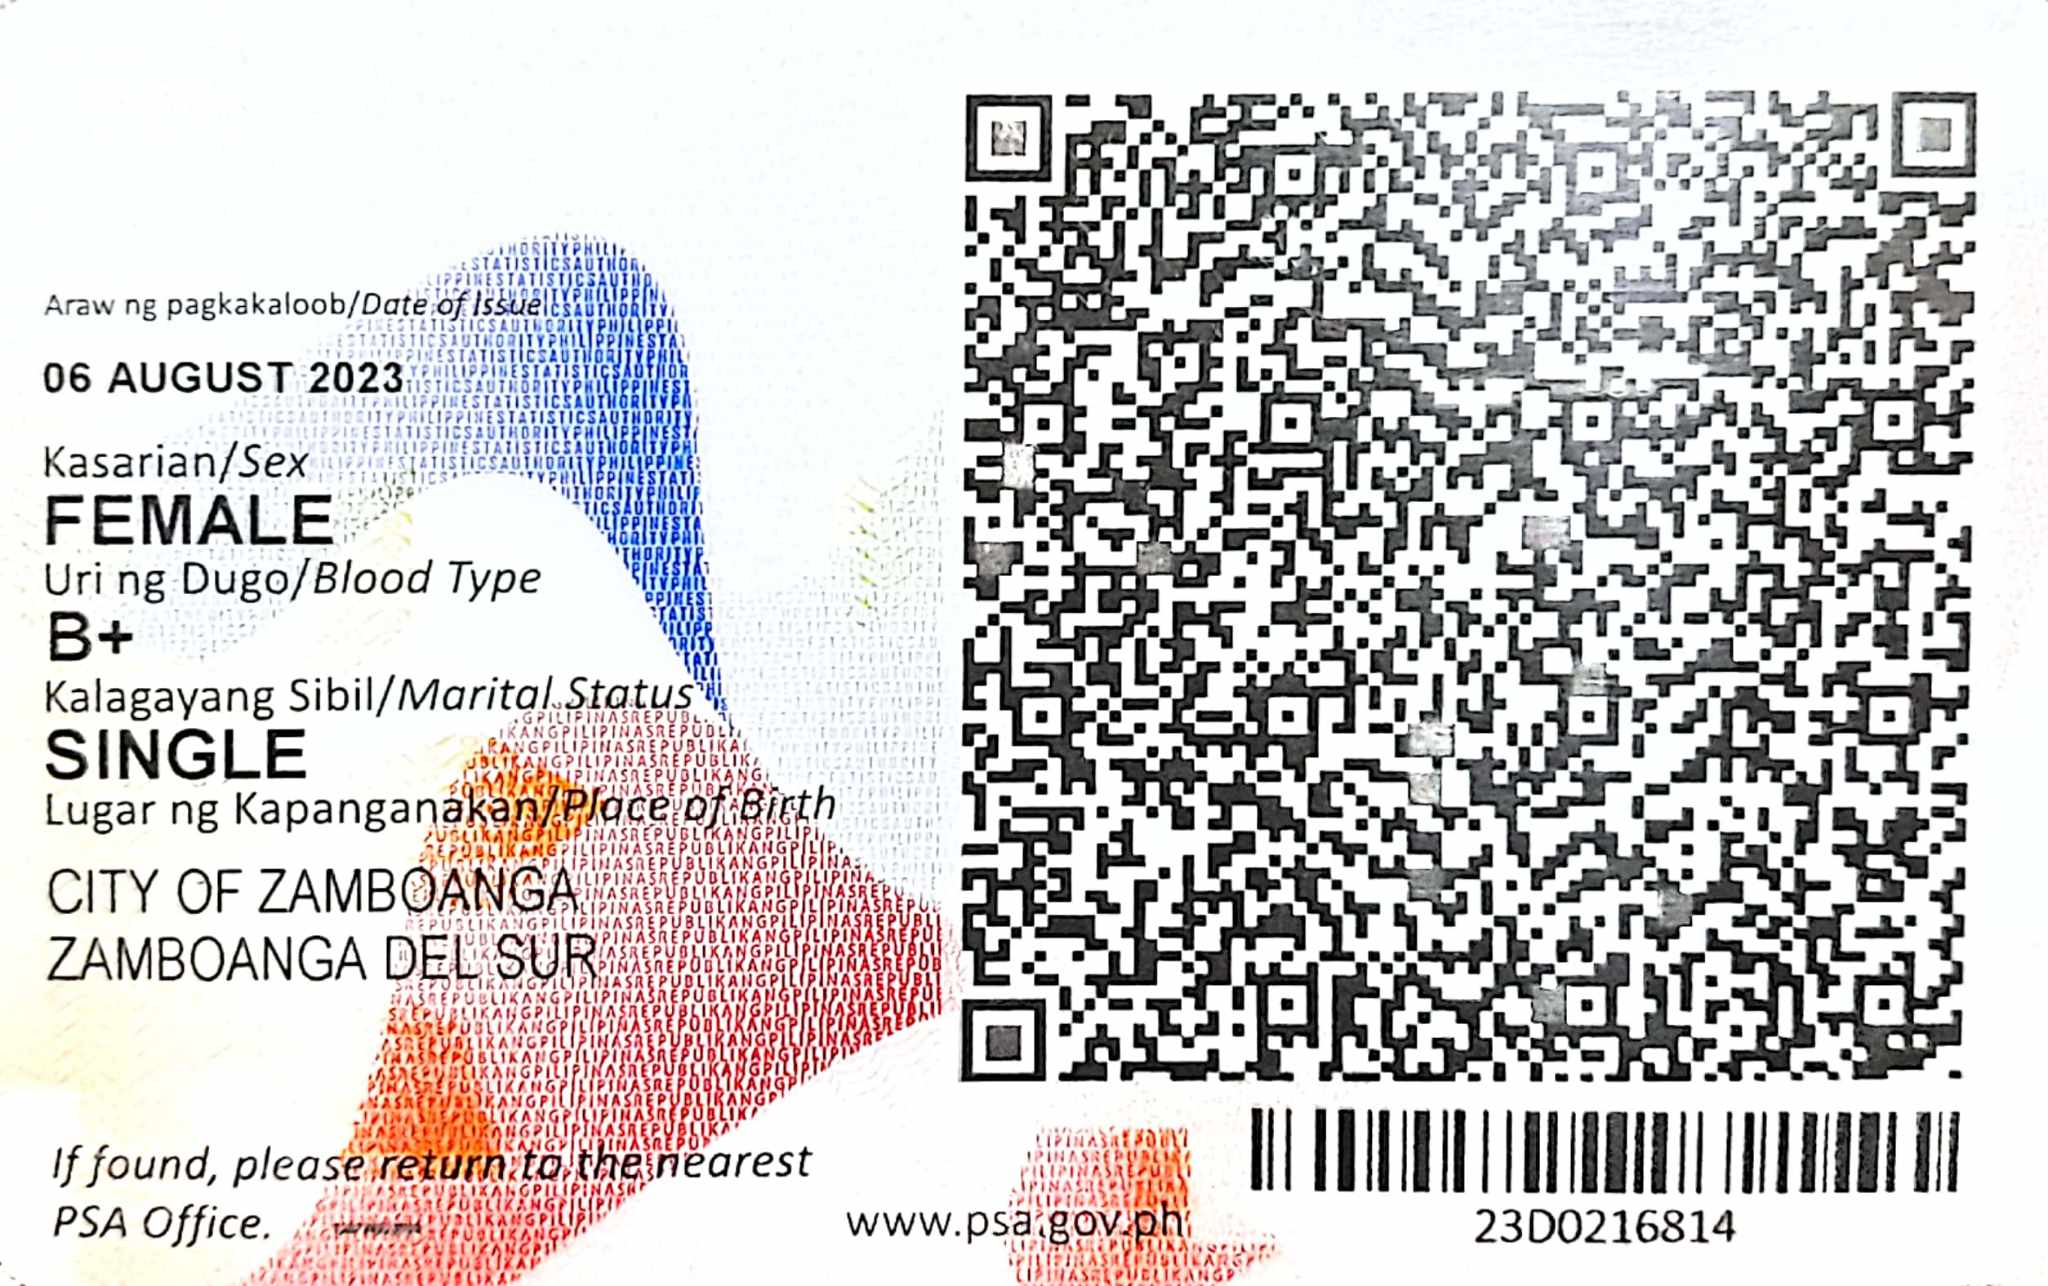 Araw ng pagkakaloob/Date of Issue
06 AUGUST 2023
Kasarian/Sex
FEMALE
Uri ng Dugo/Blood Type
B+
Kalagayang Sibil/Marital Status
SINGLE
Lugar ng Kapanganakan/Place of Birth
CITY OF ZAMBOANGA
ZAMBOANGA DEL SUR
If found, please return to the nearest
PSA Office.
www.psa.gov.ph
23D0216814